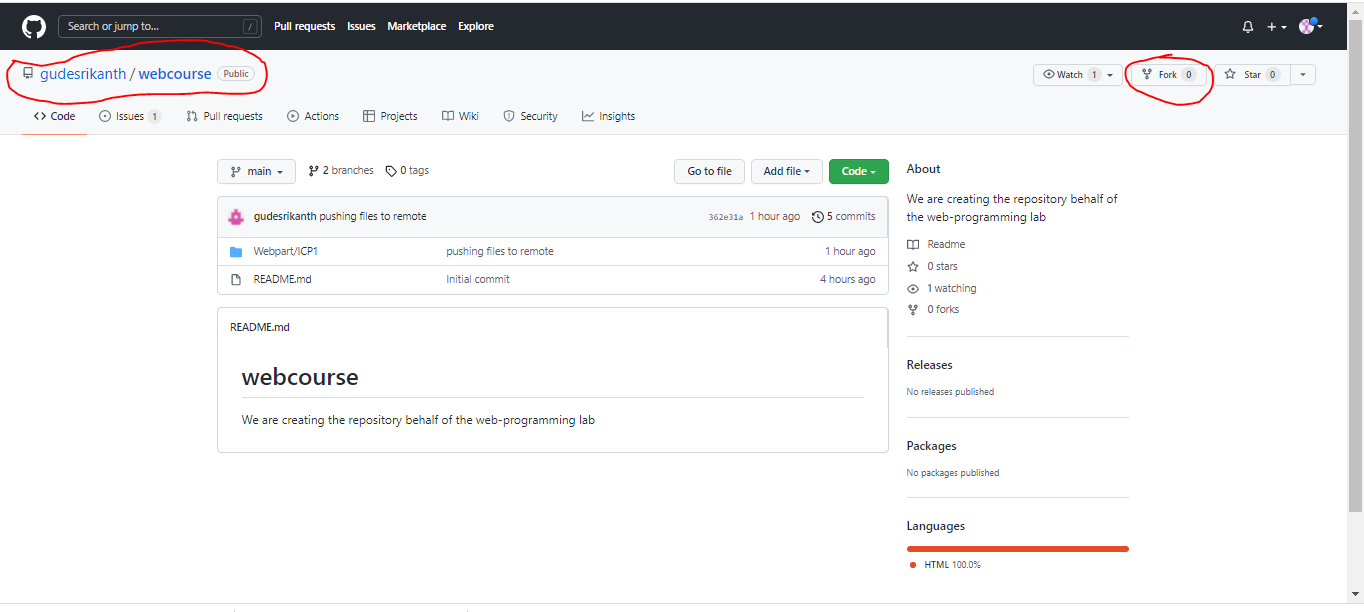 Search or jump to... /
Pull requests Issues Marketplace Explore
gudesrikanth / webcourse Public
Watch 1 Fork 0 Star 0
Code Issues 1 Pull requests Actions Projects Wiki Security Insights
main 2 branches 0 tags Go to file Add file Code
gudesrikanth pushing files to remote 362e31a 1 hour ago 5 commits
Webpart/ICP1 pushing files to remote 1 hour ago
README.md Initial commit 4 hours ago
README.md
webcourse
We are creating the repository behalf of the web-programming lab
About
We are creating the repository behalf of
the web-programming lab
Readme
0 stars
1 watching
0 forks
Releases
No releases published
Packages
No packages published
Languages
HTML 100.0%